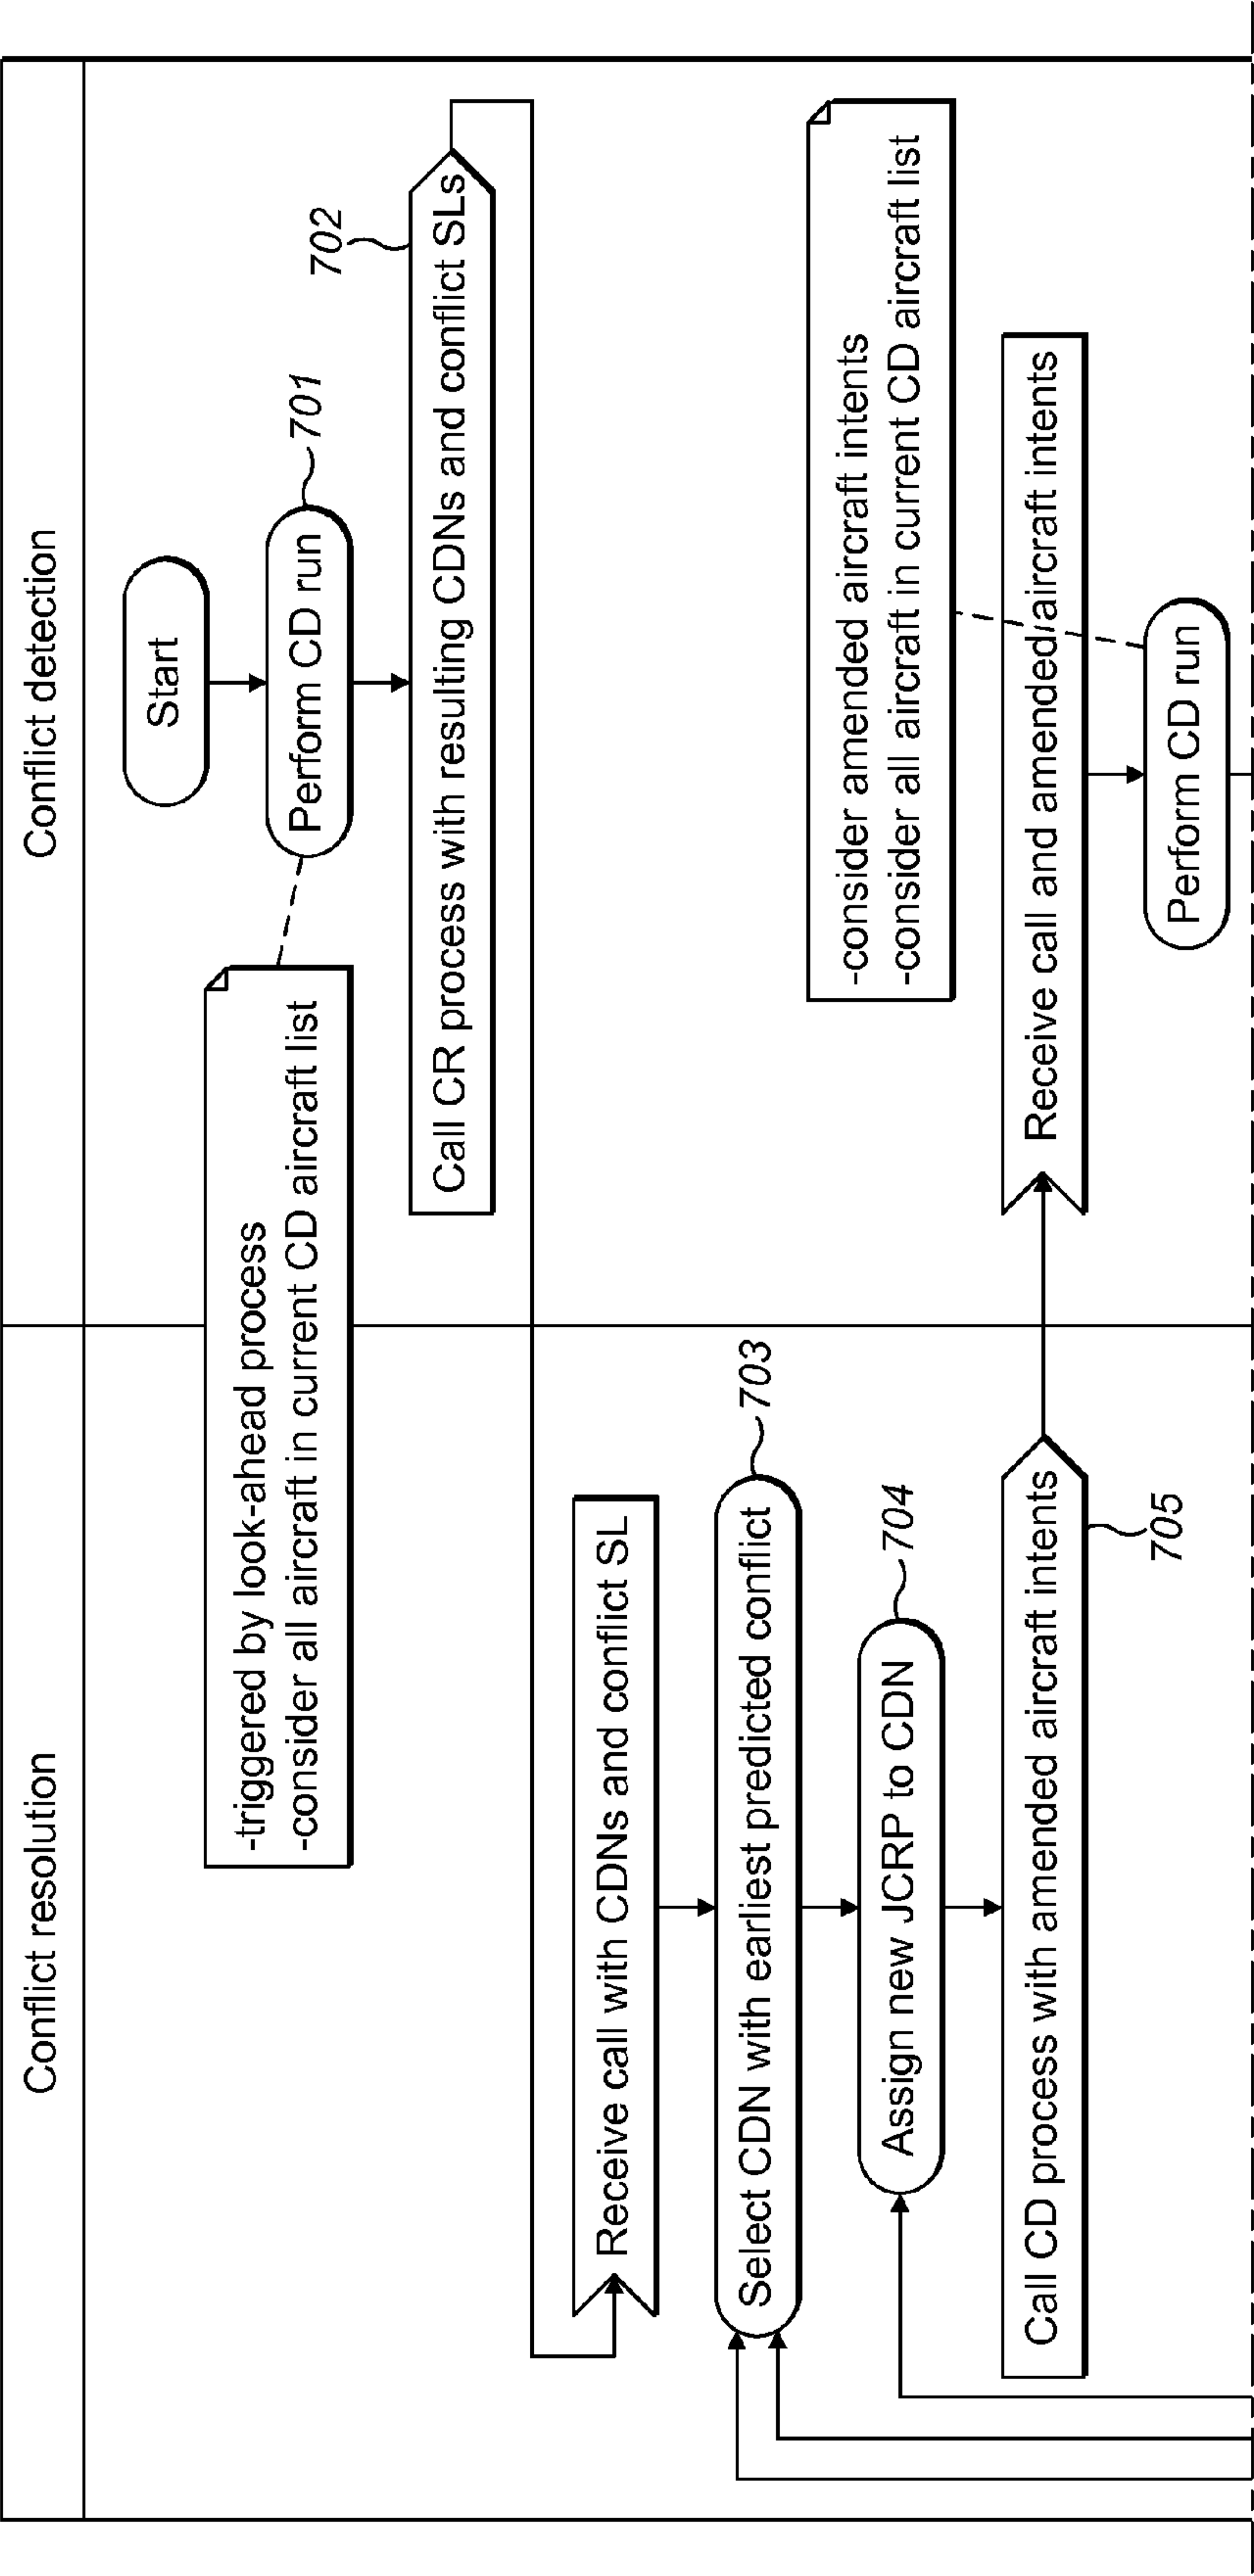 Conflict resolution
Conflict detection
Start
Perform CD run
701
-triggered by look-ahead process
-consider all aircraft in current CD aircraft list
702
Call CR process with resulting CDNs and conflict SLs
Receive call with CDNs and conflict SL
Select CDN with earliest predicted conflict
703
Assign new JCRP to CDN
704
-consider amended aircraft intents
-consider all aircraft in current CD aircraft list
Call CD process with amended aircraft intents
705
Receive call and amended aircraft intents
Perform CD run